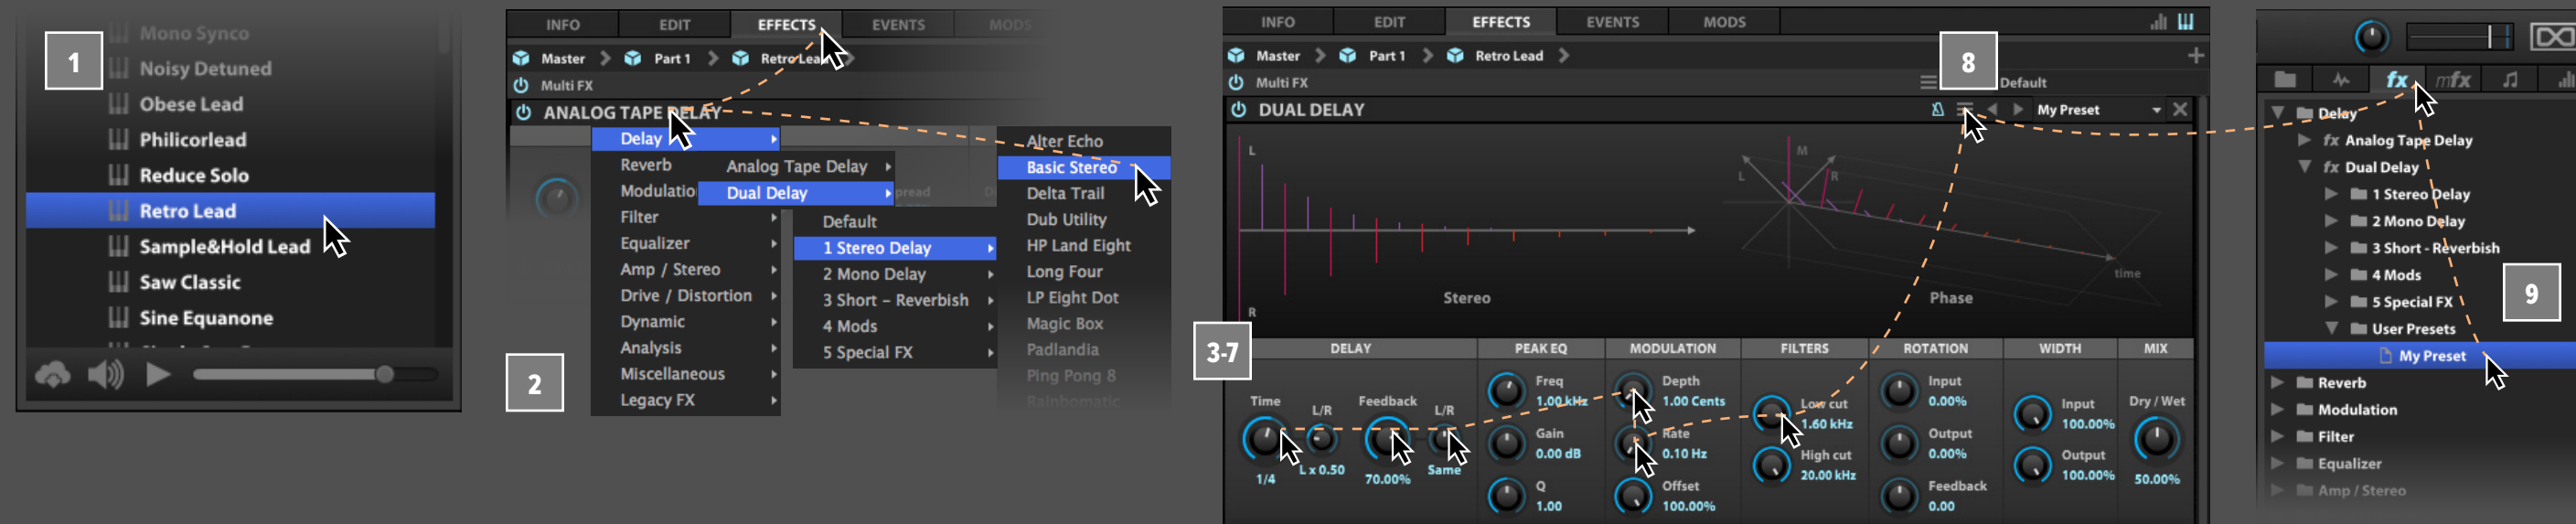 1
Mono Synco
Noisy Detuned
Obese Lead
Philicorlead
Reduce Solo
Retro Lead
Sample&Hold Lead
Saw Classic
Sine Equanone
2
INFO EDIT EFFECTS EVENTS MODS
Master Part 1 Retro Lead
Multi FX
ANALOG TAPE DELAY
Delay
Reverb
Modulatio
Filter
Equalizer
Amp / Stereo
Drive / Distortion
Dynamic
Analysis
Miscellaneous
Legacy FX
Analog Tape Delay
Dual Delay
pread
Default
1 Stereo Delay
2 Mono Delay
3 Short – Reverbish
4 Mods
5 Special FX
Alter Echo
Basic Stereo
Delta Trail
Dub Utility
HP Land Eight
Long Four
LP Eight Dot
Magic Box
Padlandia
Ping Pong 8
Rainbomatic
3-7
INFO EDIT EFFECTS EVENTS MODS
Master Part 1 Retro Lead
Multi FX Default
8
DUAL DELAY My Preset
L
R
Stereo
M
L R
time
Phase
DELAY PEAK EQ MODULATION FILTERS ROTATION WIDTH MIX
Time L/R Feedback L/R
1/4 L x 0.50 70.00% Same
Freq
1.00 kHz
Gain
0.00 dB
Q
1.00
Depth
1.00 Cents
Rate
0.10 Hz
Offset
100.00%
Low cut
1.60 kHz
High cut
20.00 kHz
Input
0.00%
Output
0.00%
Feedback
0.00
Input
100.00%
Output
100.00%
Dry / Wet
50.00%
9
fx mfx
Delay
fx Analog Tape Delay
fx Dual Delay
1 Stereo Delay
2 Mono Delay
3 Short - Reverbish
4 Mods
5 Special FX
User Presets
My Preset
Reverb
Modulation
Filter
Equalizer
Amp / Stereo